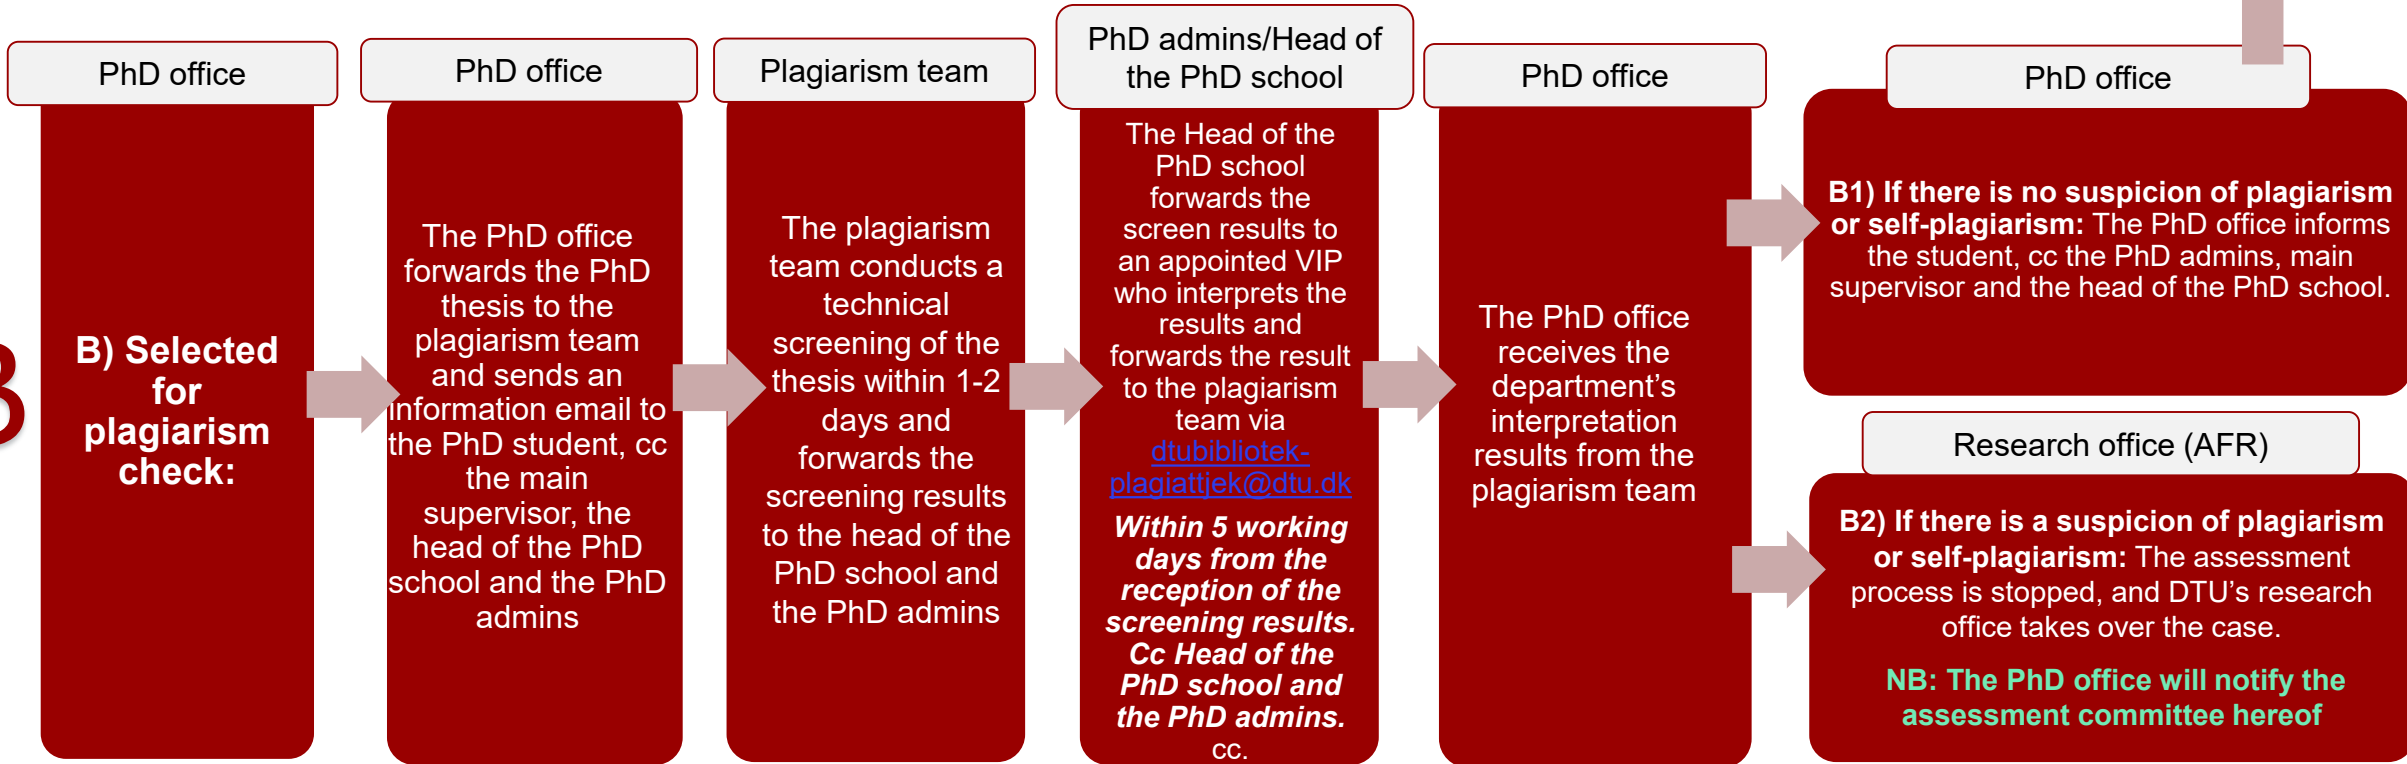 B
PhD office
B) Selected
for
plagiarism
check:
PhD office
The PhD office
forwards the PhD
thesis to the
plagiarism team
and sends an
information email to
the PhD student, cc
the main
supervisor, the
head of the PhD
school and the PhD
admins
Plagiarism team
The plagiarism
team conducts a
technical
screening of the
thesis within 1-2
days and
forwards the
screening results
to the head of the
PhD school and
the PhD admins
PhD admins/Head of
the PhD school
The Head of the
PhD school
forwards the
screen results to
an appointed VIP
who interprets the
results and
forwards the result
to the plagiarism
team via
dtubibliotek-
plagiattjek@dtu.dk
Within 5 working
days from the
reception of the
screening results.
Cc Head of the
PhD school and
the PhD admins.
cc.
PhD office
The PhD office
receives the
department’s
interpretation
results from the
plagiarism team
PhD office
B1) If there is no suspicion of plagiarism
or self-plagiarism: The PhD office informs
the student, cc the PhD admins, main
supervisor and the head of the PhD school.
Research office (AFR)
B2) If there is a suspicion of plagiarism
or self-plagiarism: The assessment
process is stopped, and DTU’s research
office takes over the case.
NB: The PhD office will notify the
assessment committee hereof